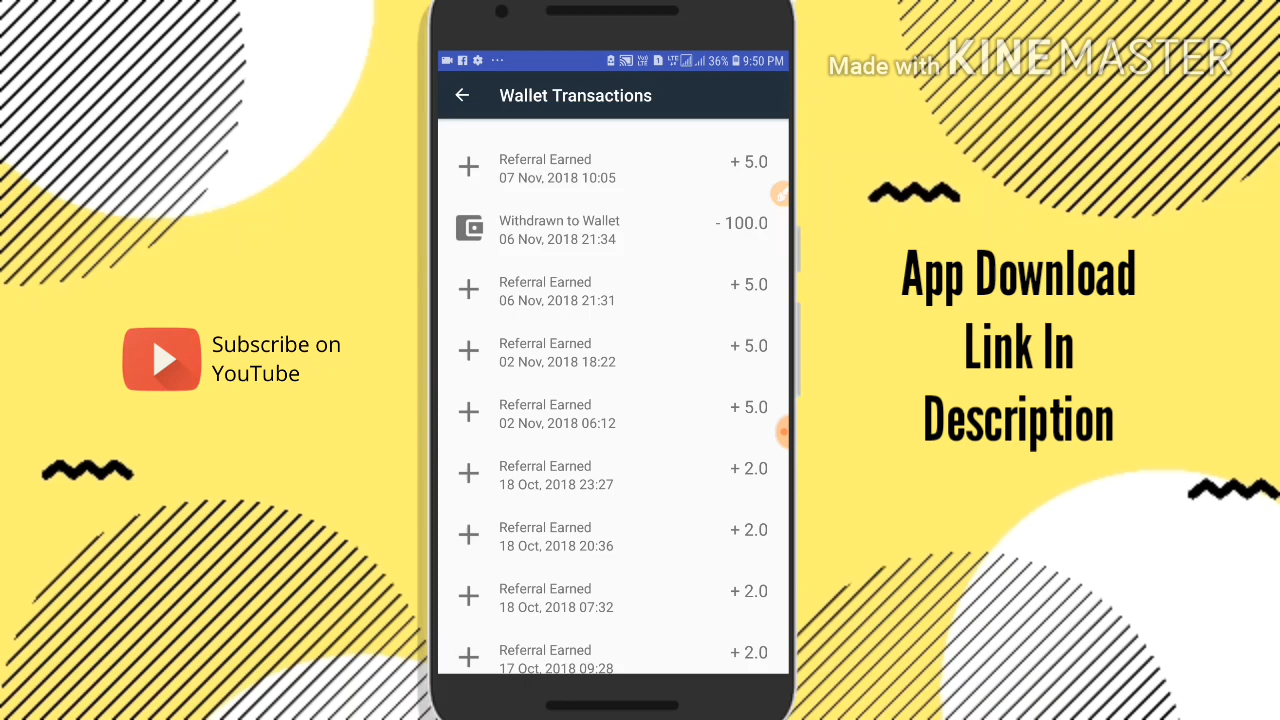 Made with KINEMASTER
36% 9:50 PM
Wallet Transactions
Referral Earned
+ 5.0
07 Nov, 2018 10:05
Withdrawn to Wallet
- 100.0
06 Nov, 2018 21:34
Referral Earned
+ 5.0
06 Nov, 2018 21:31
Referral Earned
+ 5.0
02 Nov, 2018 18:22
Referral Earned
+ 5.0
02 Nov, 2018 06:12
Referral Earned
+ 2.0
18 Oct, 2018 23:27
Referral Earned
+ 2.0
18 Oct, 2018 20:36
Referral Earned
+ 2.0
18 Oct, 2018 07:32
Referral Earned
+ 2.0
17 Oct, 2018 09:28
Subscribe on
YouTube
App Download
Link In
Description